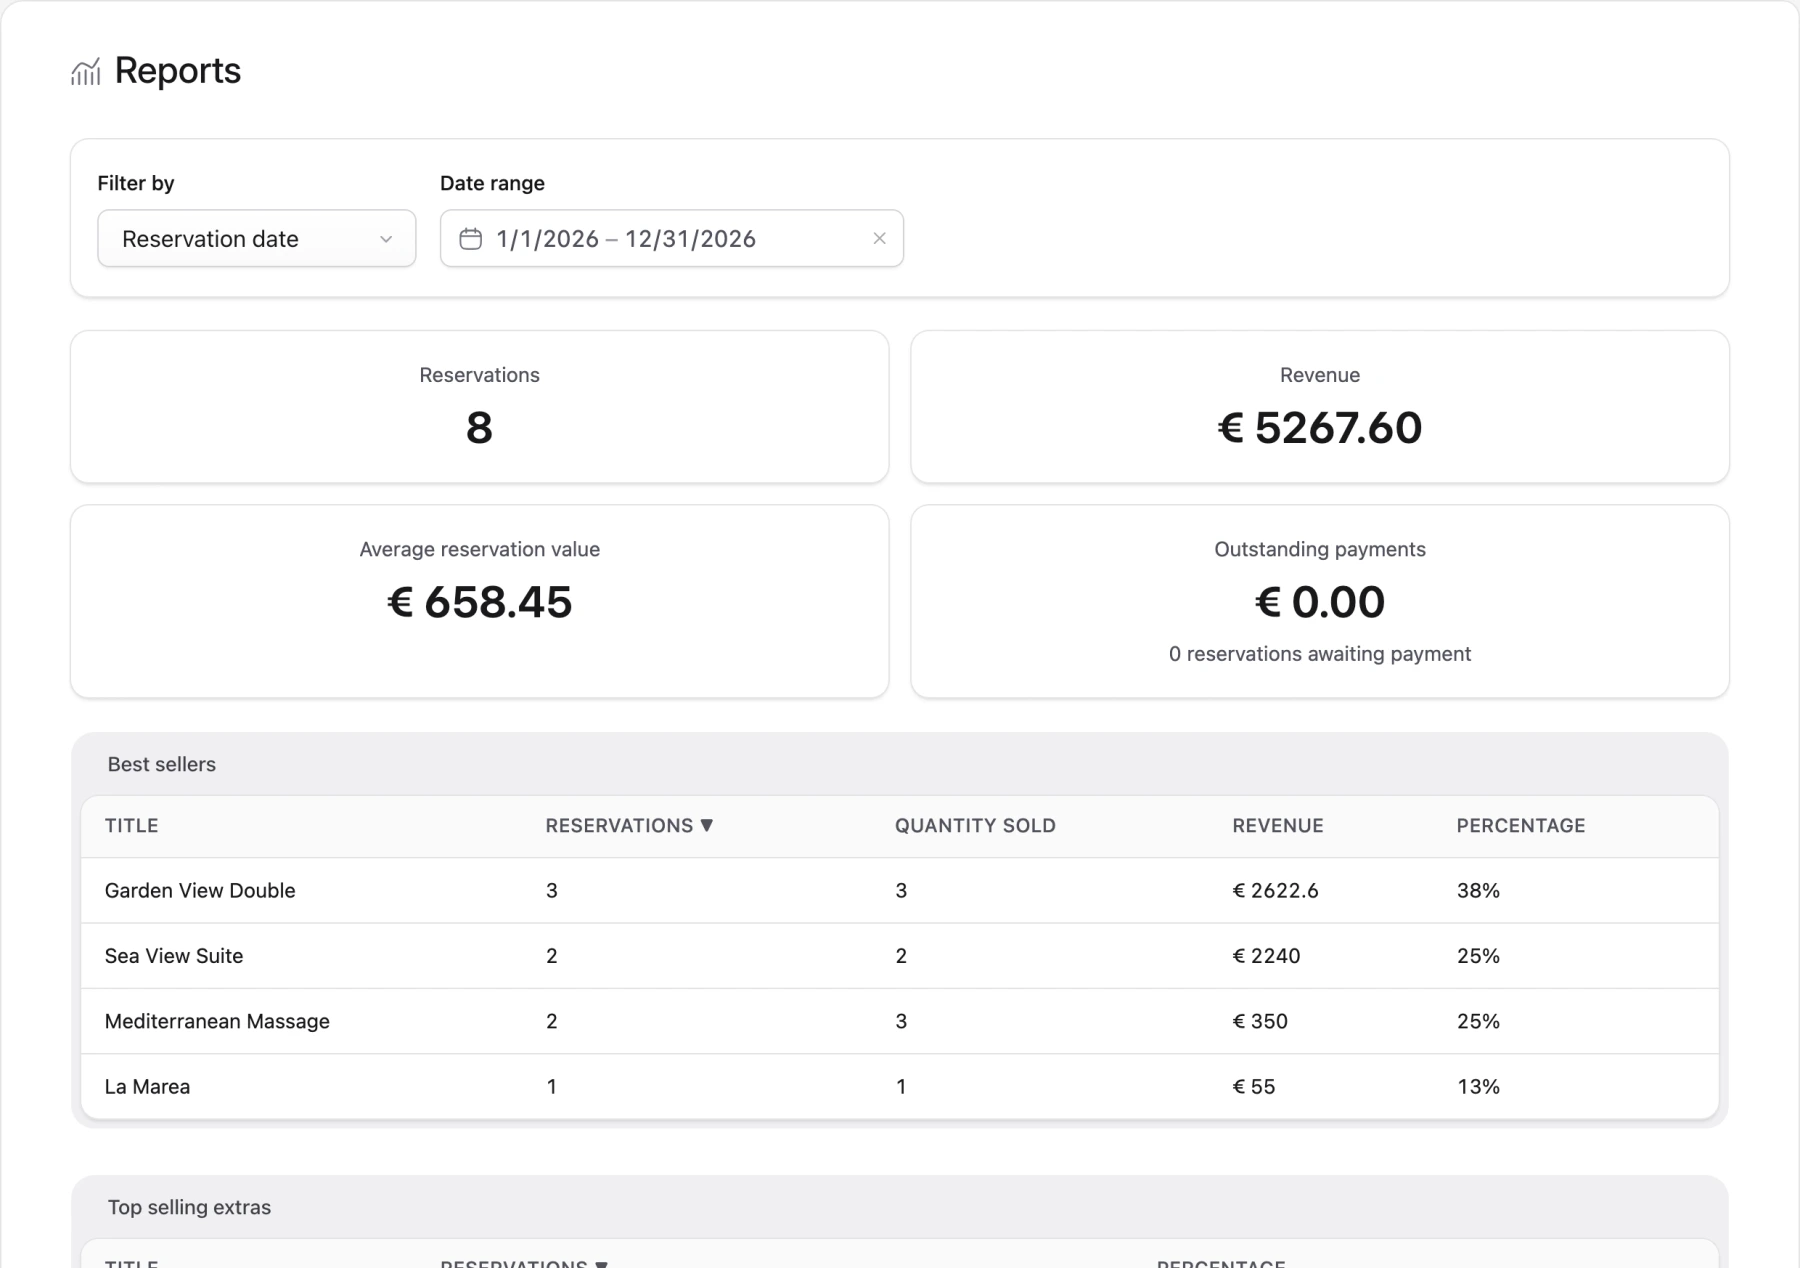 Reports
Filter by
Date range
Reservation date
1/1/2026 – 12/31/2026
Reservations
8
Revenue
€ 5267.60
Average reservation value
€ 658.45
Outstanding payments
€ 0.00
0 reservations awaiting payment
Best sellers
TITLE RESERVATIONS ▼ QUANTITY SOLD REVENUE PERCENTAGE
Garden View Double 3 3 € 2622.6 38%
Sea View Suite 2 2 € 2240 25%
Mediterranean Massage 2 3 € 350 25%
La Marea 1 1 € 55 13%
Top selling extras
TITLE RESERVATIONS ▼ PERCENTAGE